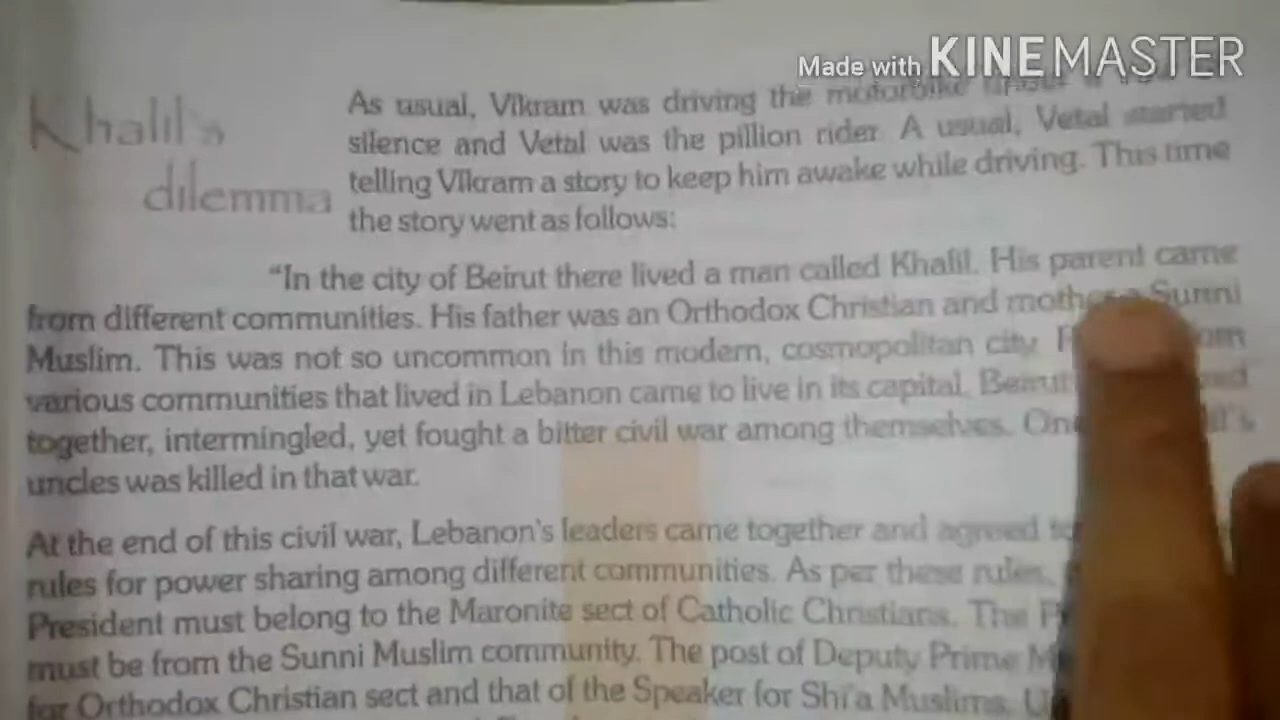 Made with KINEMASTER
Khalil's
dilemma
As usual, Vikram was driving the motorbike
silence and Vetal was the pillion rider. A usual, Vetal started
telling Vikram a story to keep him awake while driving. This time
the story went as follows:
"In the city of Beirut there lived a man called Khalil. His parent came
from different communities. His father was an Orthodox Christian and mother a Sunni
Muslim. This was not so uncommon in this modern, cosmopolitan city.
various communities that lived in Lebanon came to live in its capital, Beirut
together, intermingled, yet fought a bitter civil war among themselves.
uncles was killed in that war.
At the end of this civil war, Lebanon's leaders came together and agreed
rules for power sharing among different communities. As per these rules,
President must belong to the Maronite sect of Catholic Christians. The
must be from the Sunni Muslim community. The post of Deputy Prime
for Orthodox Christian sect and that of the Speaker for Shi'a Muslims.